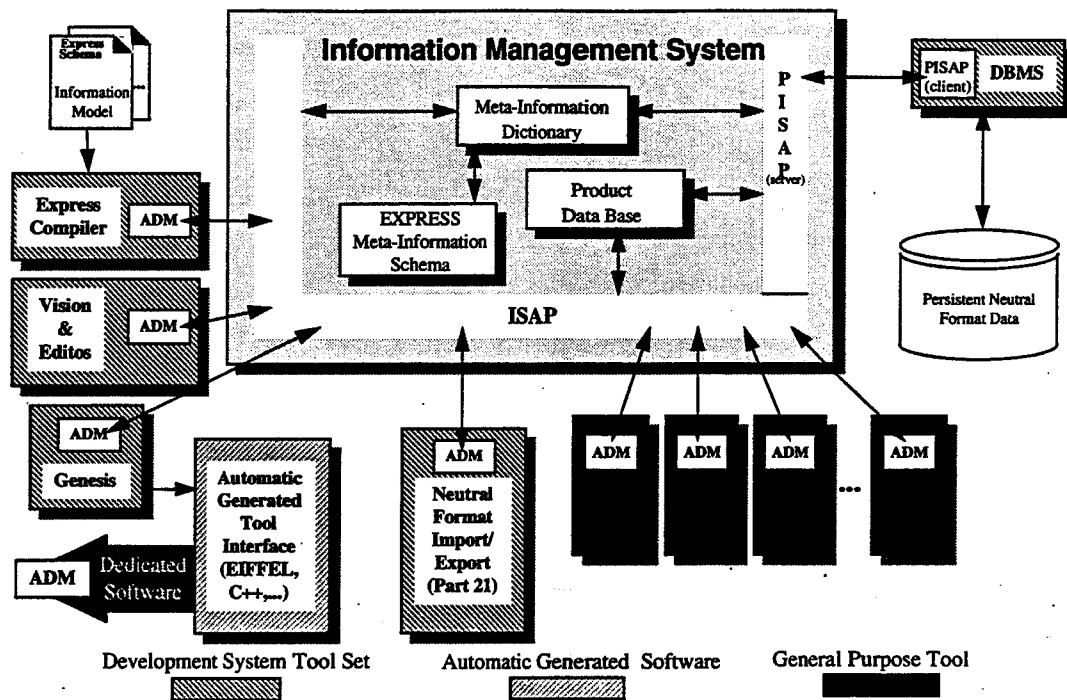 Express
Schema
Information
Model
...
Express
Compiler
ADM
Vision
&
Editos
ADM
ADM
Genesis
ADM
Dedicated
Software
Automatic
Generated
Tool
Interface
(EIFFEL,
C++,...)
Information Management System
Meta-Information
Dictionary
EXPRESS
Meta-Information
Schema
Product
Data Base
P
I
S
A
P
(server)
ISAP
PISAP
(client)
DBMS
Persistent Neutral
Format Data
ADM
Neutral
Format
Import/
Export
(Part 21)
ADM
ADM
ADM
...
ADM
Development System Tool Set
Automatic Generated Software
General Purpose Tool